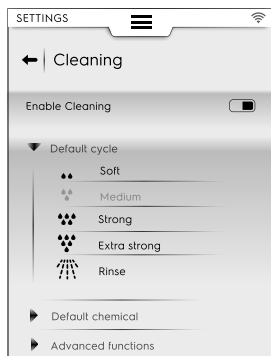 SETTINGS
Cleaning
Enable Cleaning
Default cycle
Soft
Medium
Strong
Extra strong
Rinse
Default chemical
Advanced functions